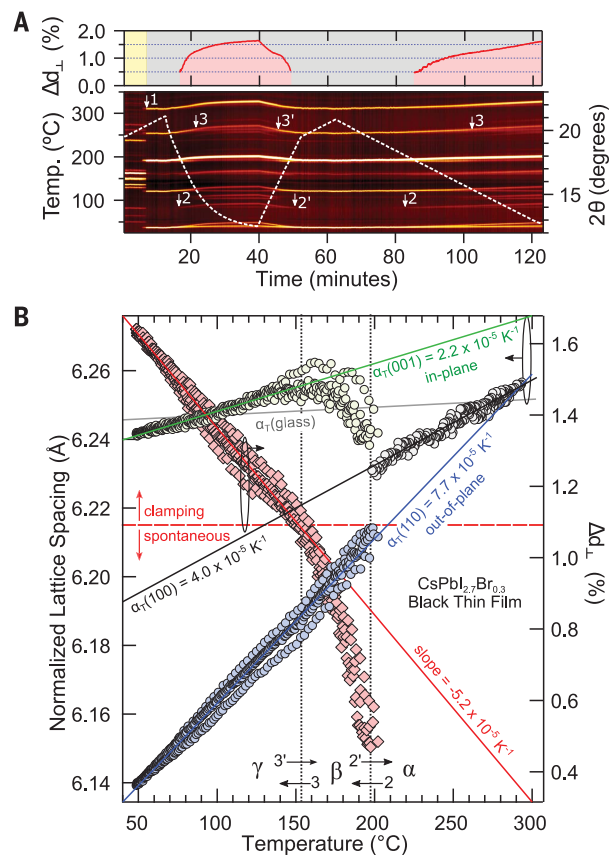 A
Δd⊥ (%)
2.0
1.0
0.0
Temp. (ºC)
300
200
100
1
3
3'
3
2
2'
2
20
18
15
13
2θ (degrees)
20
40
60
80
100
120
Time (minutes)
B
Normalized Lattice Spacing (Å)
6.26
6.24
6.22
6.20
6.18
6.16
6.14
1.6
1.4
1.2
1.0
0.8
0.6
0.4
Δd⊥ (%)
αT(001) = 2.2 x 10-5 K-1
in-plane
αT(glass)
clamping
spontaneous
αT(100) = 4.0 x 10-5 K-1
αT(110) = 7.7 x 10-5 K-1
out-of-plane
CsPbI2.7Br0.3
Black Thin Film
slope = -5.2 x 10-5 K-1
γ 3' 3 β 2' 2 α
50
100
150
200
250
300
Temperature (°C)